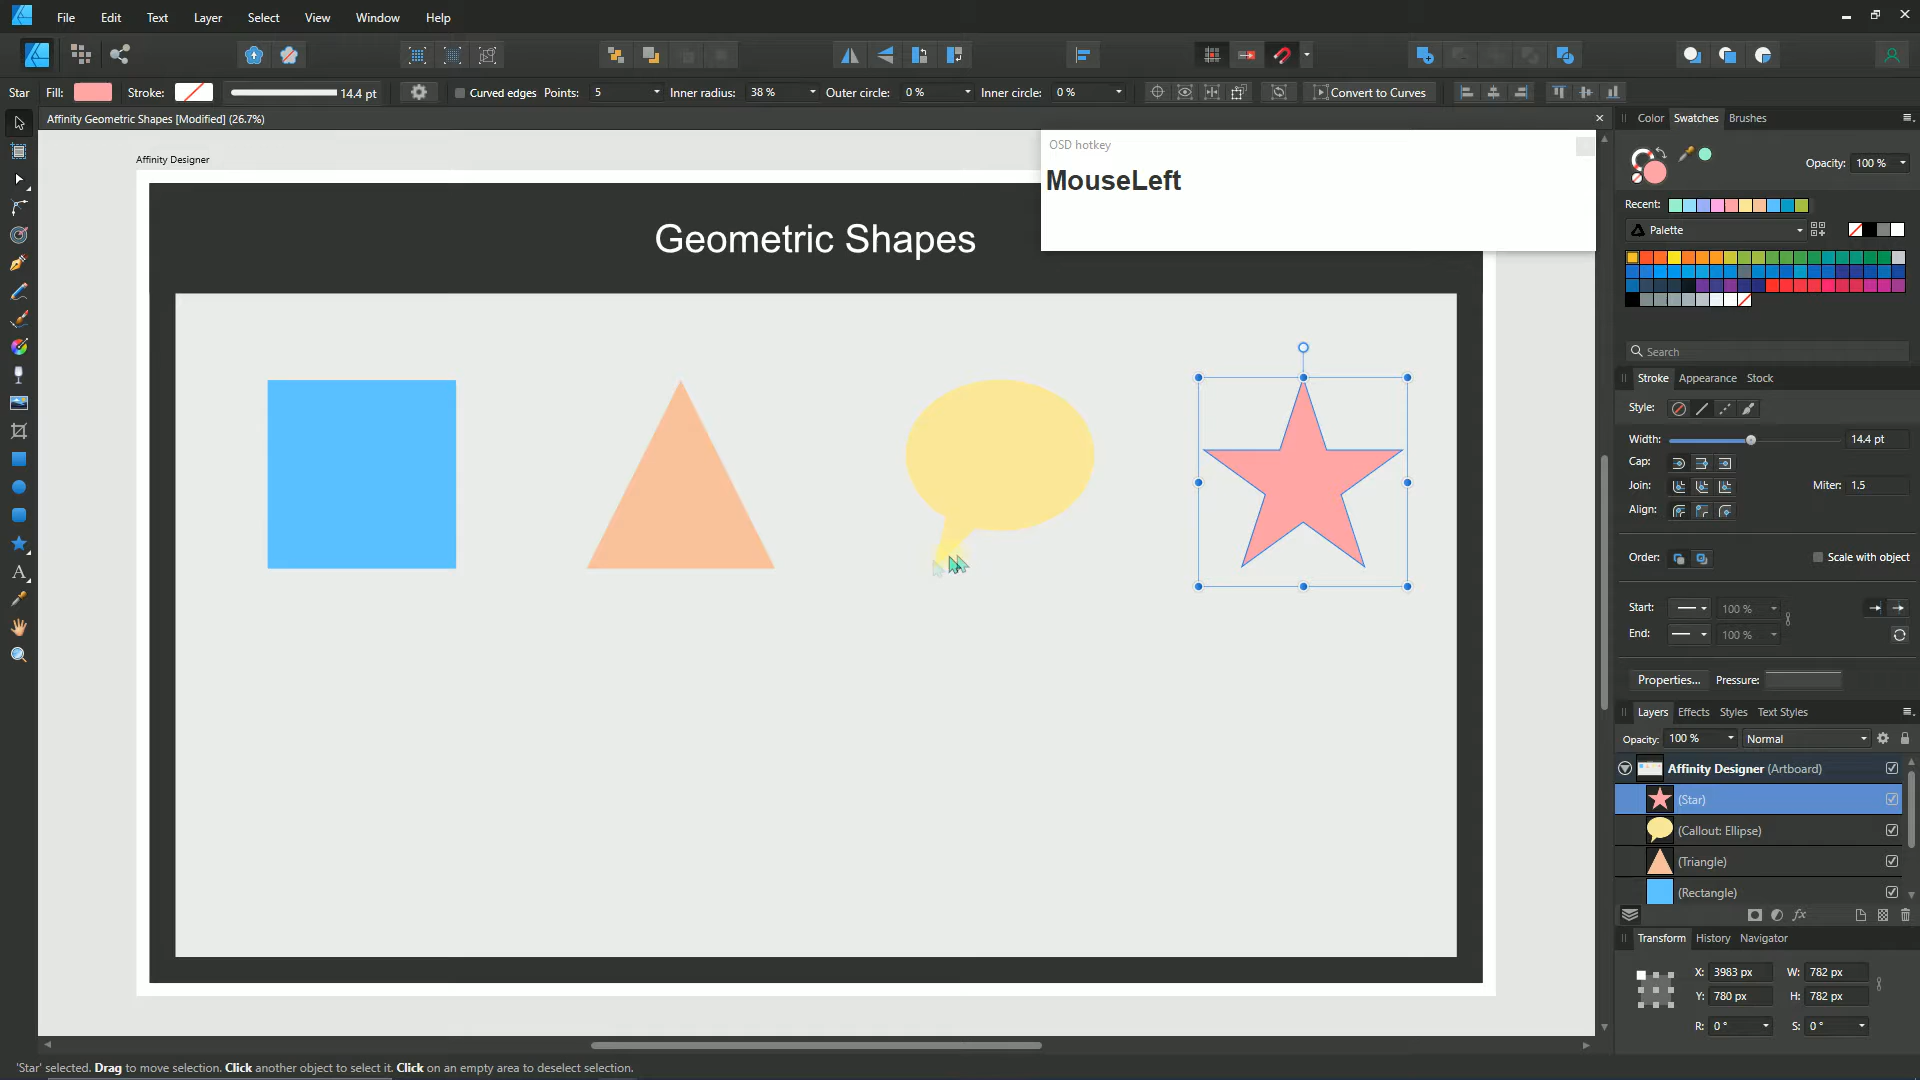 File Edit Text Layer Select View Window Help
Star Fill: Stroke: 14.4 pt Curved edges Points: 5 Inner radius: 38 % Outer circle: 0 % Inner circle: 0 % Convert to Curves
Affinity Geometric Shapes [Modified] (26.7%)
Affinity Designer
OSD hotkey
MouseLeft
Geometric Shapes
Color Swatches Brushes
Opacity: 100 %
Recent:
Palette
Search
Stroke Appearance Stock
Style:
Width: 14.4 pt
Cap:
Join: Miter: 1.5
Align:
Order: Scale with object
Start: 100 %
End: 100 %
Properties... Pressure:
Layers Effects Styles Text Styles
Opacity: 100 % Normal
Affinity Designer (Artboard)
(Star)
(Callout: Ellipse)
(Triangle)
(Rectangle)
Transform History Navigator
X: 3983 px W: 782 px
Y: 780 px H: 782 px
R: 0 ° S: 0 °
'Star' selected. Drag to move selection. Click another object to select it. Click on an empty area to deselect selection.